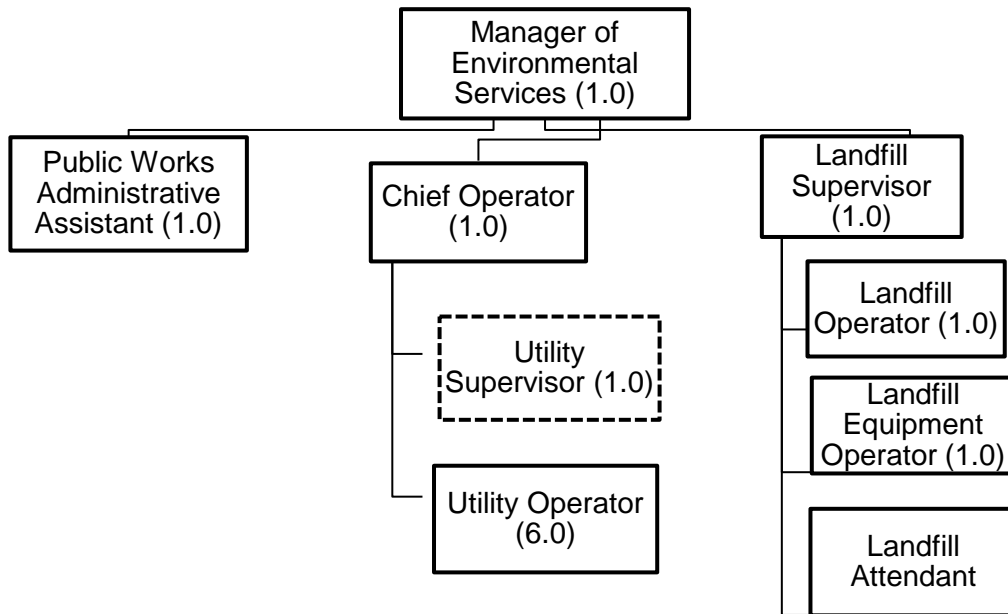 Manager of
Environmental
Services (1.0)
Public Works
Administrative
Assistant (1.0)
Chief Operator
(1.0)
Landfill
Supervisor
(1.0)
Utility
Supervisor (1.0)
Utility Operator
(6.0)
Landfill
Operator (1.0)
Landfill
Equipment
Operator (1.0)
Landfill
Attendant